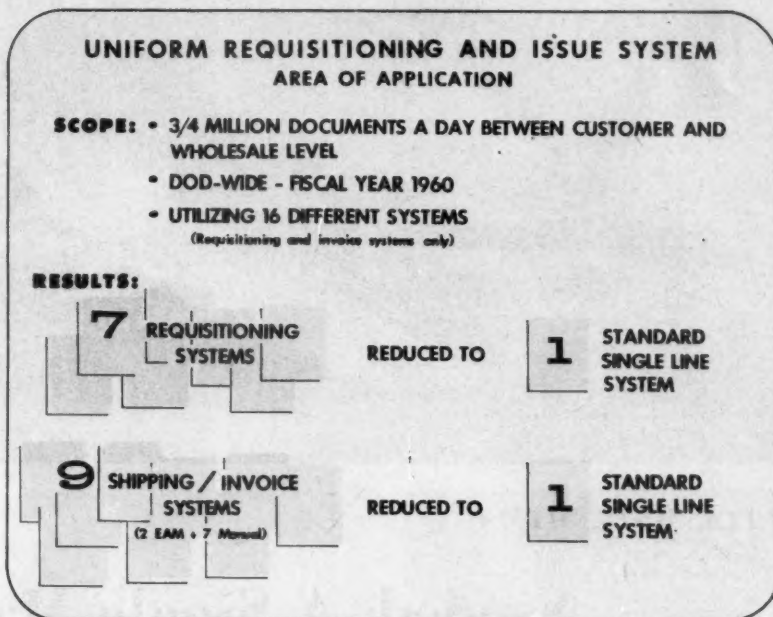 UNIFORM REQUISITIONING AND ISSUE SYSTEM
AREA OF APPLICATION
SCOPE: • 3/4 MILLION DOCUMENTS A DAY BETWEEN CUSTOMER AND
WHOLESALE LEVEL
• DOD-WIDE - FISCAL YEAR 1960
• UTILIZING 16 DIFFERENT SYSTEMS
(Requisitioning and invoice systems only)
RESULTS:
7 REQUISITIONING
SYSTEMS
REDUCED TO
1 STANDARD
SINGLE LINE
SYSTEM
9 SHIPPING / INVOICE
SYSTEMS
(2 EAM + 7 Manual)
REDUCED TO
1 STANDARD
SINGLE LINE
SYSTEM